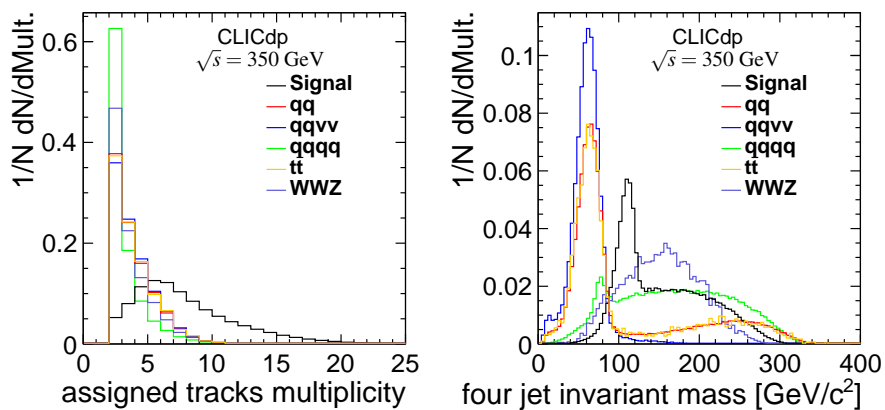 1/N dN/dMult.
0.6
0.4
0.2
0
CLICdp
√s = 350 GeV
Signal
qq
qqvv
qqqq
tt
WWZ
0 5 10 15 20 25
assigned tracks multiplicity
1/N dN/dMult.
0.1
0.08
0.06
0.04
0.02
0
CLICdp
√s = 350 GeV
Signal
qq
qqvv
qqqq
tt
WWZ
0 100 200 300 400
four jet invariant mass [GeV/c²]